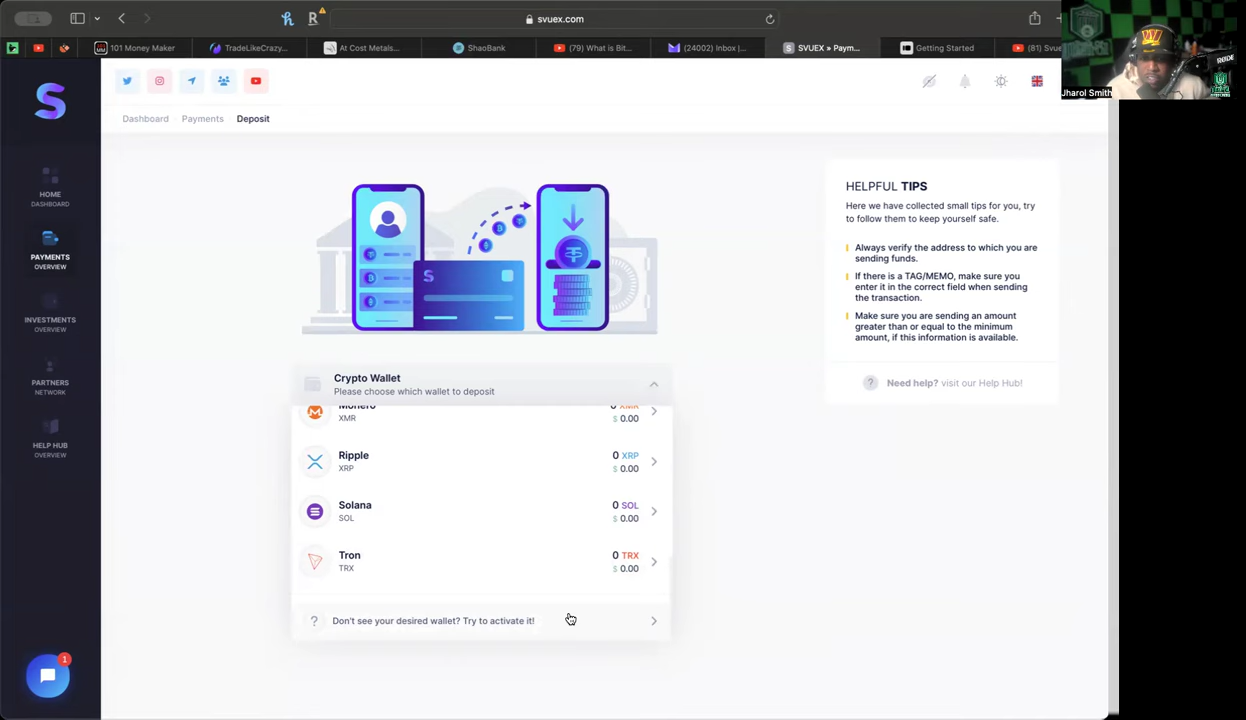 svuex.com
101 Money Maker
TradeLikeCrazy...
At Cost Metals...
ShaoBank
(79) What is Bit...
(24002) Inbox |...
SVUEX » Paym...
Getting Started
(81) Svue
Jharol Smith
RØDE
Dashboard Payments Deposit
HOME
DASHBOARD
PAYMENTS
OVERVIEW
INVESTMENTS
OVERVIEW
PARTNERS
NETWORK
HELP HUB
OVERVIEW
1
Crypto Wallet
Please choose which wallet to deposit
Monero 0 XMR
XMR $ 0.00
Ripple 0 XRP
XRP $ 0.00
Solana 0 SOL
SOL $ 0.00
Tron 0 TRX
TRX $ 0.00
? Don't see your desired wallet? Try to activate it!
HELPFUL TIPS
Here we have collected small tips for you, try
to follow them to keep yourself safe.
Always verify the address to which you are
sending funds.
If there is a TAG/MEMO, make sure you
enter it in the correct field when sending
the transaction.
Make sure you are sending an amount
greater than or equal to the minimum
amount, if this information is available.
? Need help? visit our Help Hub!